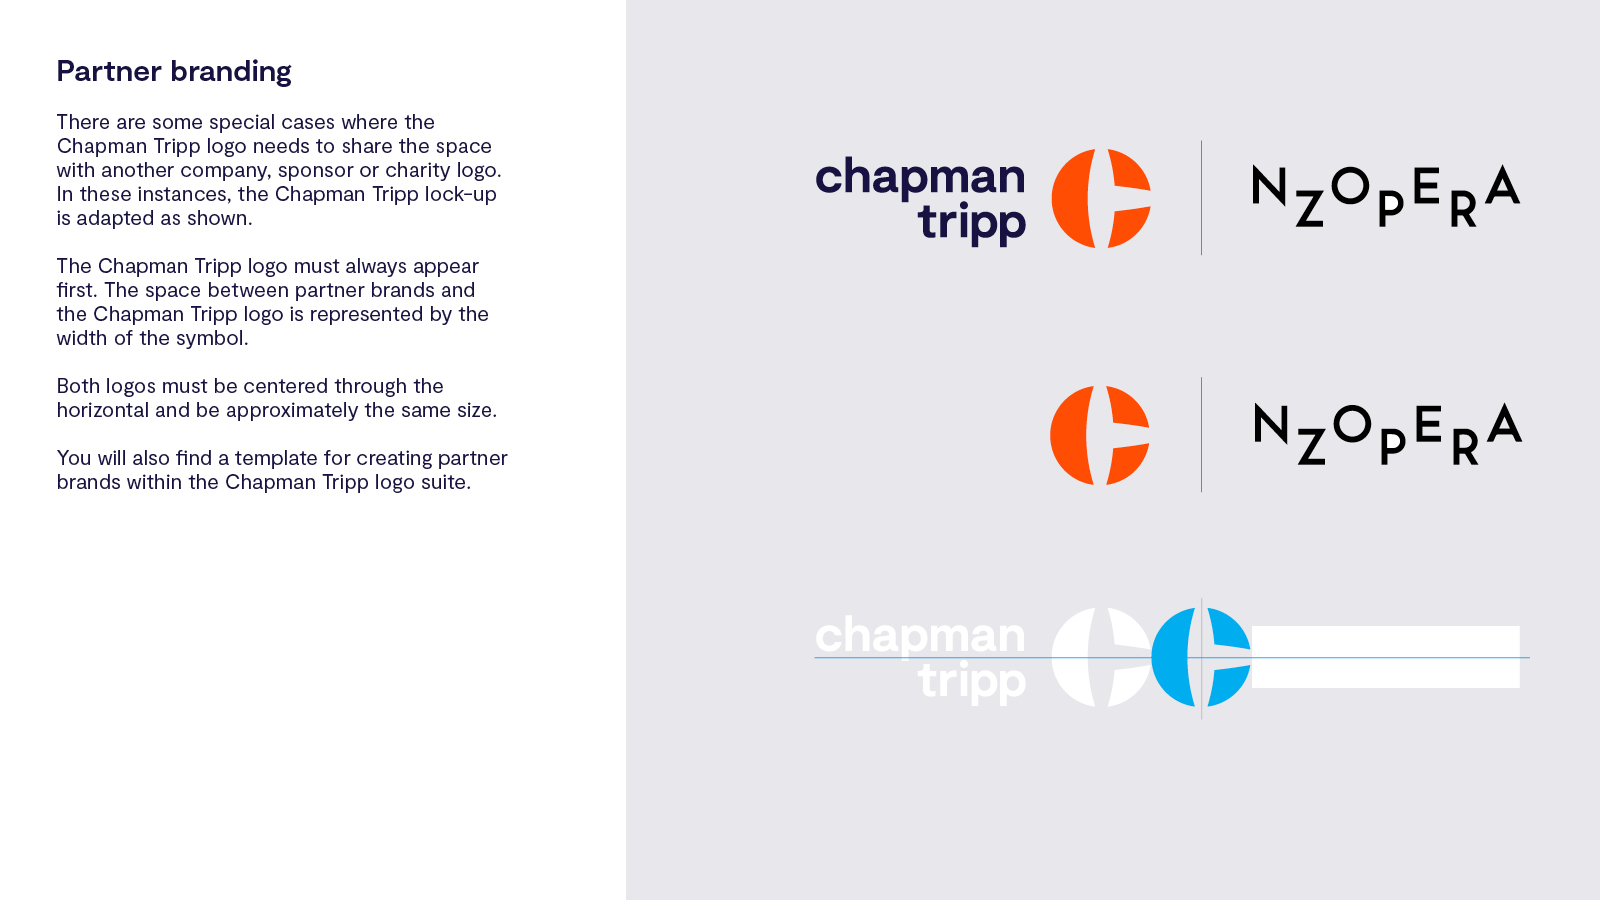 Partner branding
There are some special cases where the
Chapman Tripp logo needs to share the space
with another company, sponsor or charity logo.
In these instances, the Chapman Tripp lock-up
is adapted as shown.
The Chapman Tripp logo must always appear
first. The space between partner brands and
the Chapman Tripp logo is represented by the
width of the symbol.
Both logos must be centered through the
horizontal and be approximately the same size.
You will also find a template for creating partner
brands within the Chapman Tripp logo suite.
chapman
tripp
NZOPERA
NZOPERA
chapman
tripp